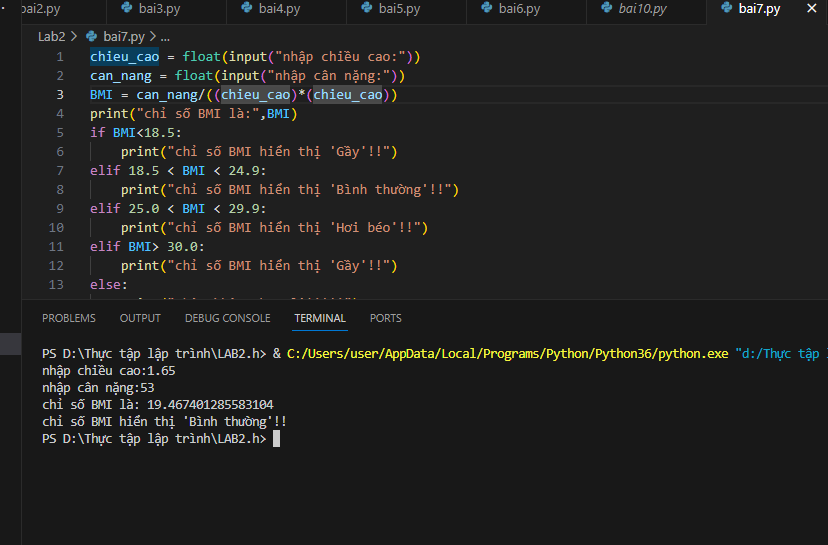 bai2.py bai3.py bai4.py bai5.py bai6.py bai10.py bai7.py
Lab2 > bai7.py > ...
1 chieu_cao = float(input("nhập chiều cao:"))
2 can_nang = float(input("nhập cân nặng:"))
3 BMI = can_nang/((chieu_cao)*(chieu_cao))
4 print("chỉ số BMI là:",BMI)
5 if BMI<18.5:
6 print("chỉ số BMI hiển thị 'Gầy'!!")
7 elif 18.5 < BMI < 24.9:
8 print("chỉ số BMI hiển thị 'Bình thường'!!")
9 elif 25.0 < BMI < 29.9:
10 print("chỉ số BMI hiển thị 'Hơi béo'!!")
11 elif BMI> 30.0:
12 print("chỉ số BMI hiển thị 'Gầy'!!")
13 else:
PROBLEMS OUTPUT DEBUG CONSOLE TERMINAL PORTS
PS D:\Thực tập lập trình\LAB2.h> & C:/Users/user/AppData/Local/Programs/Python/Python36/python.exe "d:/Thực tập
nhập chiều cao:1.65
nhập cân nặng:53
chỉ số BMI là: 19.467401285583104
chỉ số BMI hiển thị 'Bình thường'!!
PS D:\Thực tập lập trình\LAB2.h>